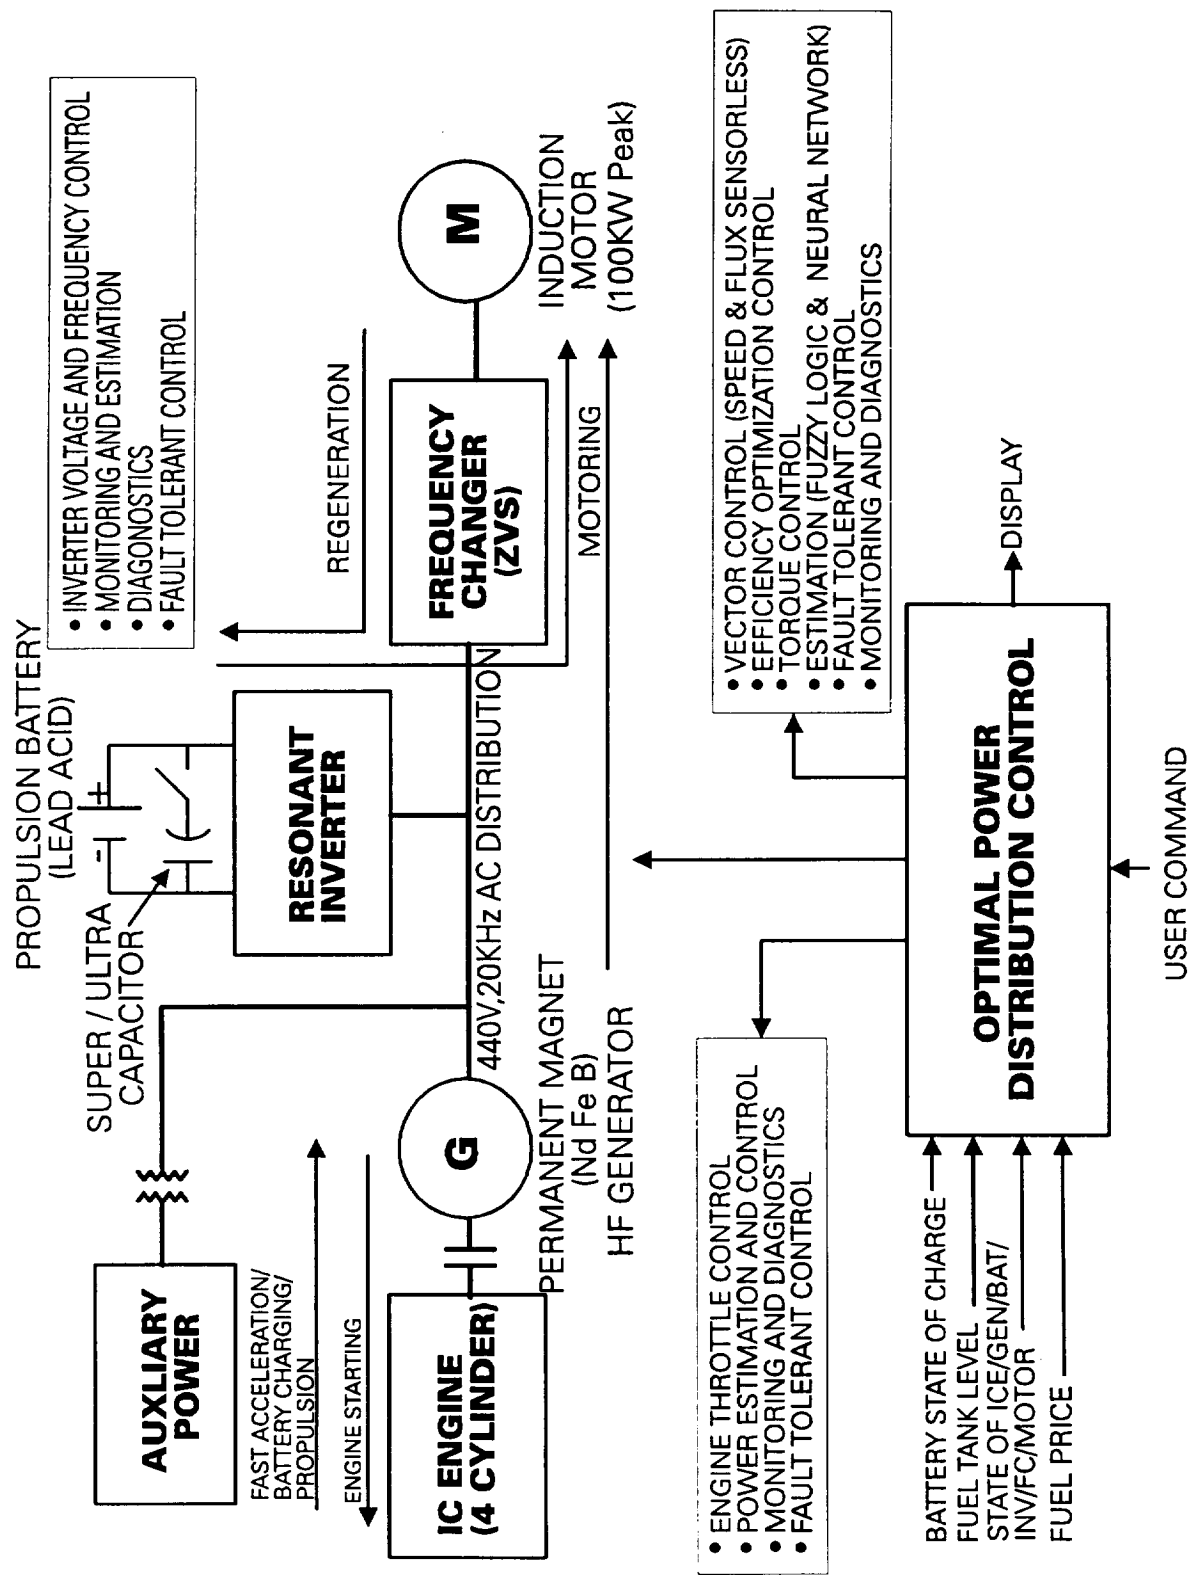 PROPULSION BATTERY
(LEAD ACID)
- +
SUPER / ULTRA
CAPACITOR
• INVERTER VOLTAGE AND FREQUENCY CONTROL
• MONITORING AND ESTIMATION
• DIAGONOSTICS
• FAULT TOLERANT CONTROL
AUXLIARY
POWER
RESONANT
INVERTER
REGENERATION
FAST ACCELERATION/
BATTERY CHARGING/
PROPULSION
ENGINE STARTING
IC ENGINE
(4 CYLINDER)
G
440V,20KHz AC DISTRIBUTION
FREQUENCY
CHANGER
(ZVS)
M
PERMANENT MAGNET
(Nd Fe B)
HF GENERATOR
MOTORING
INDUCTION
MOTOR
(100KW Peak)
• ENGINE THROTTLE CONTROL
• POWER ESTIMATION AND CONTROL
• MONITORING AND DIAGNOSTICS
• FAULT TOLERANT CONTROL
• VECTOR CONTROL (SPEED & FLUX SENSORLESS)
• EFFICIENCY OPTIMIZATION CONTROL
• TORQUE CONTROL
• ESTIMATION (FUZZY LOGIC & NEURAL NETWORK)
• FAULT TOLERANT CONTROL
• MONITORING AND DIAGNOSTICS
BATTERY STATE OF CHARGE
FUEL TANK LEVEL
STATE OF ICE/GEN/BAT/
INV/FC/MOTOR
FUEL PRICE
OPTIMAL POWER
DISTRIBUTION CONTROL
DISPLAY
USER COMMAND